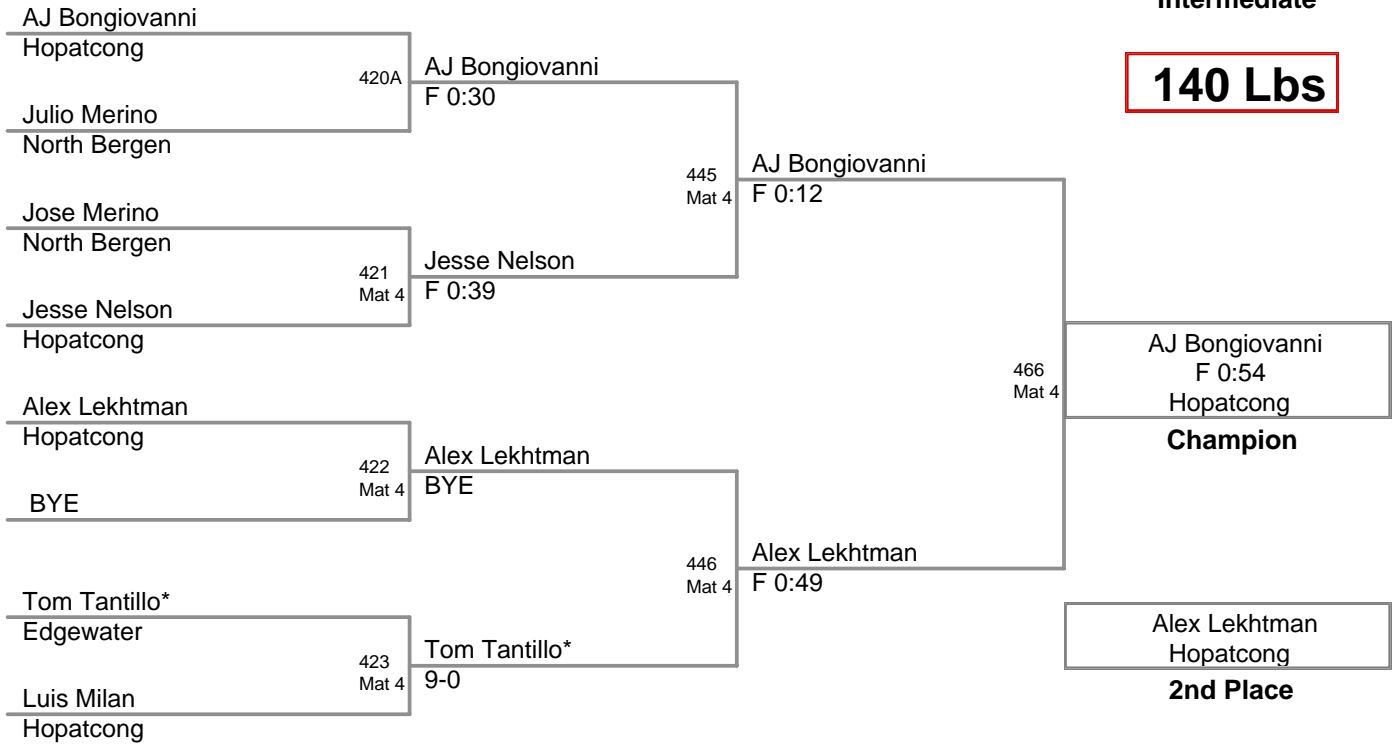 Intermediate
140 Lbs
AJ Bongiovanni
Hopatcong
420A
Julio Merino
North Bergen
AJ Bongiovanni
F 0:30
Jose Merino
North Bergen
421
Mat 4
Jesse Nelson
Hopatcong
Jesse Nelson
F 0:39
445
Mat 4
AJ Bongiovanni
F 0:12
Alex Lekhtman
Hopatcong
422
Mat 4
BYE
Alex Lekhtman
BYE
Tom Tantillo*
Edgewater
423
Mat 4
Luis Milan
Hopatcong
Tom Tantillo*
9-0
446
Mat 4
Alex Lekhtman
F 0:49
466
Mat 4
AJ Bongiovanni
F 0:54
Hopatcong
Champion
Alex Lekhtman
Hopatcong
2nd Place